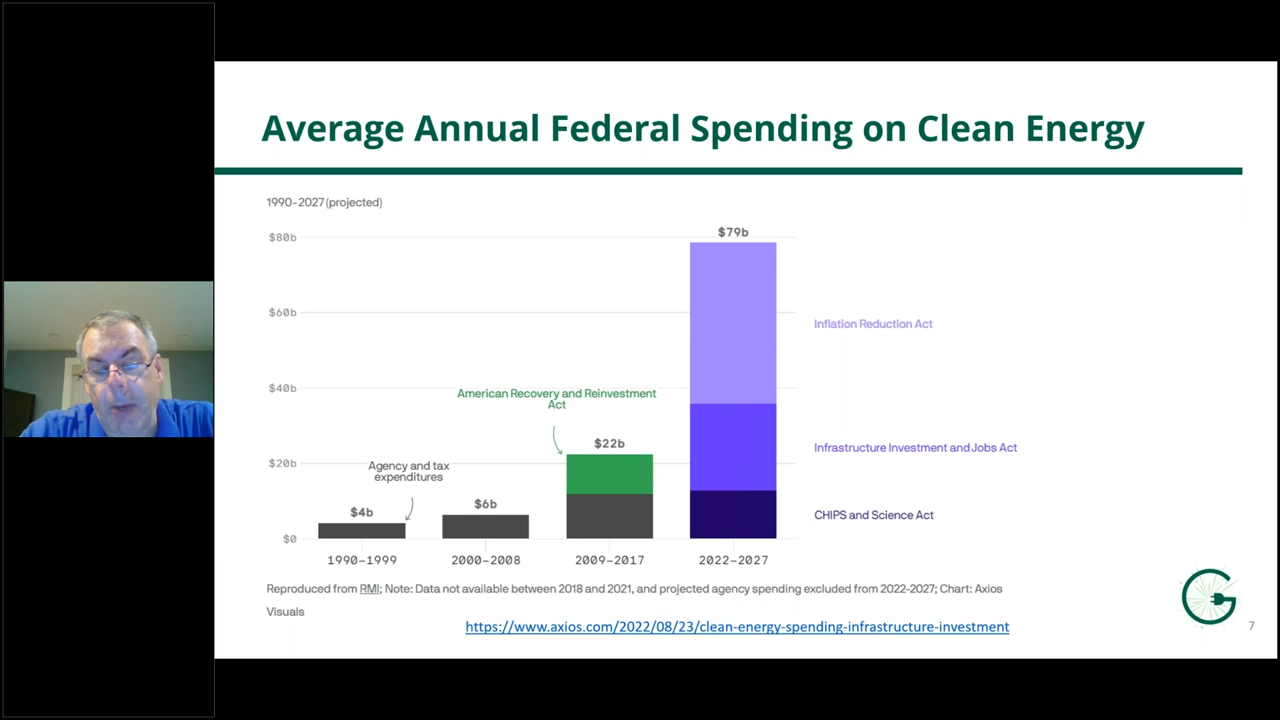 Average Annual Federal Spending on Clean Energy
1990-2027 (projected)
$80b
$60b
$40b
$20b
$0
$79b
Inflation Reduction Act
American Recovery and Reinvestment
Act
$22b
Infrastructure Investment and Jobs Act
Agency and tax
expenditures
$4b
$6b
CHIPS and Science Act
1990-1999
2000-2008
2009-2017
2022-2027
Reproduced from RMI; Note: Data not available between 2018 and 2021, and projected agency spending excluded from 2022-2027; Chart: Axios
Visuals
https://www.axios.com/2022/08/23/clean-energy-spending-infrastructure-investment
G
7